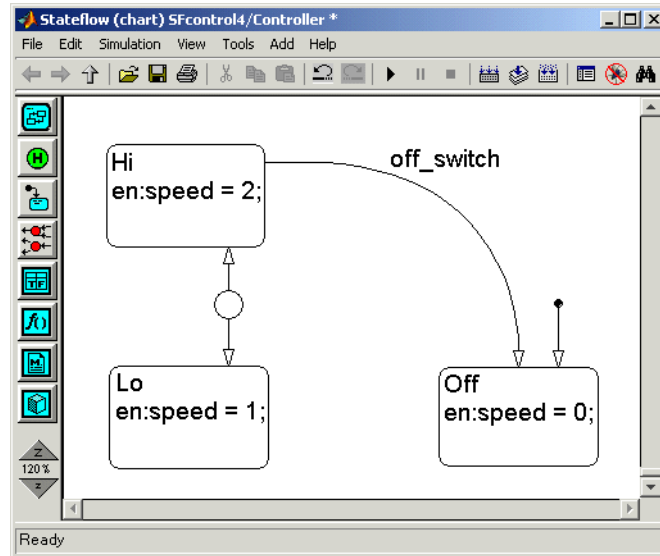 Stateflow (chart) SFcontrol4/Controller *
File Edit Simulation View Tools Add Help
H
Hi
en:speed = 2;
off_switch
TF
f()
M
Lo
en:speed = 1;
Off
en:speed = 0;
Z
120 %
z
Ready